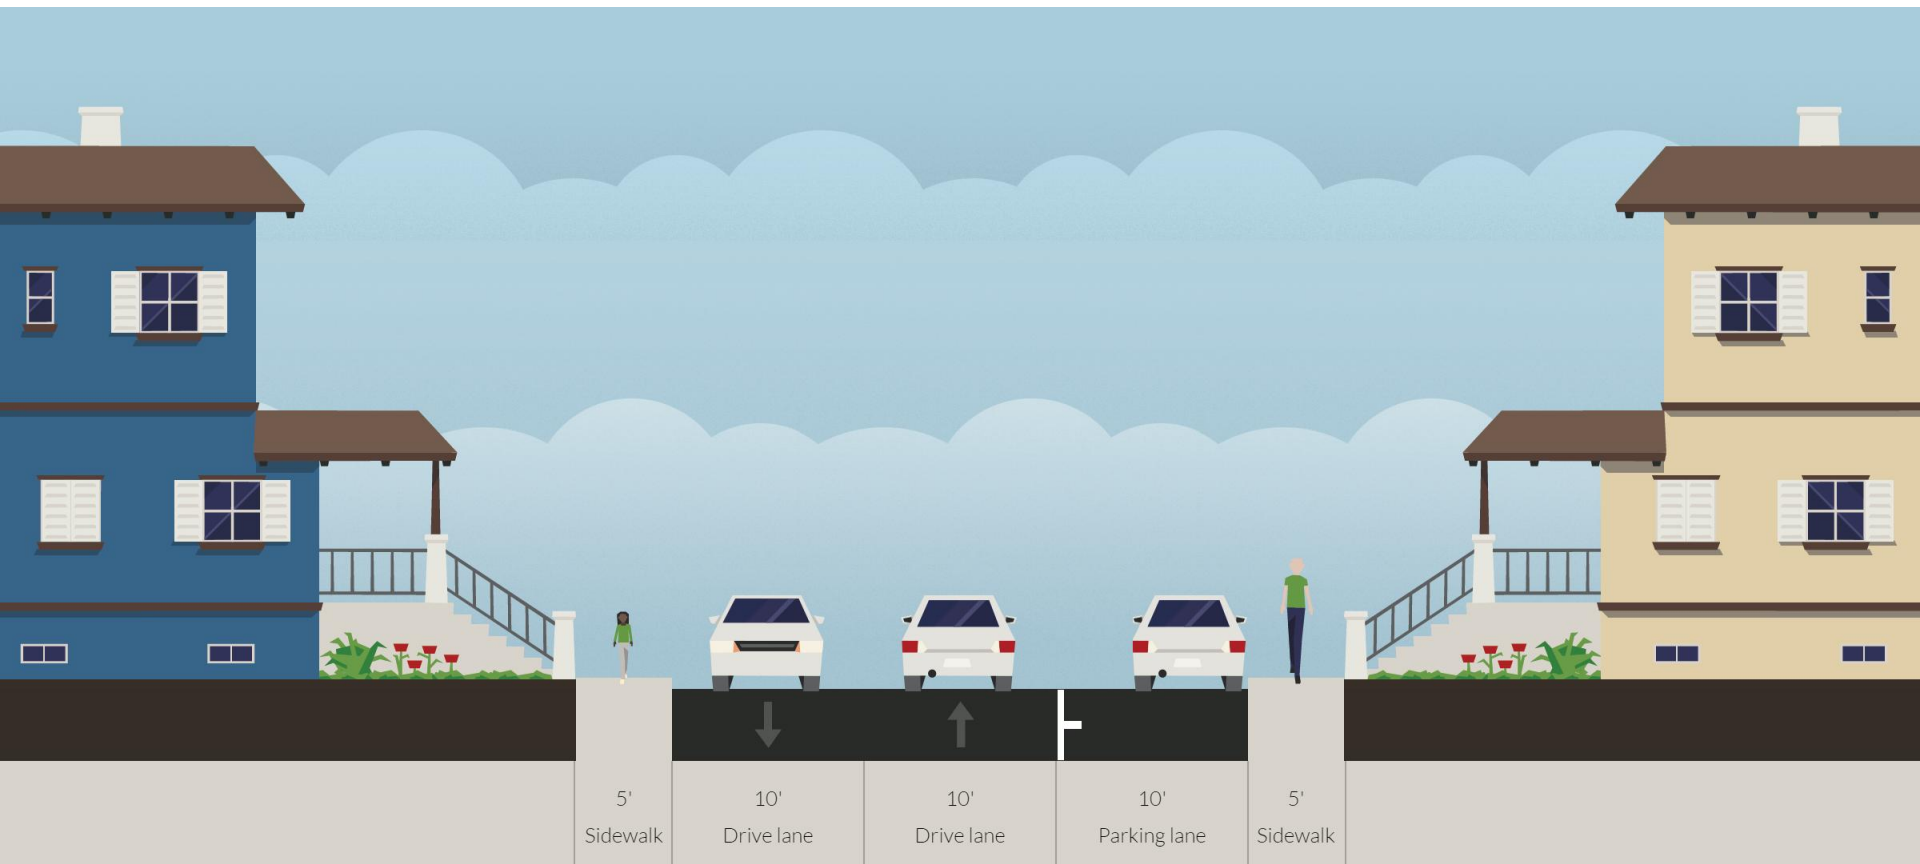 5'
Sidewalk
10'
Drive lane
10'
Drive lane
10'
Parking lane
5'
Sidewalk